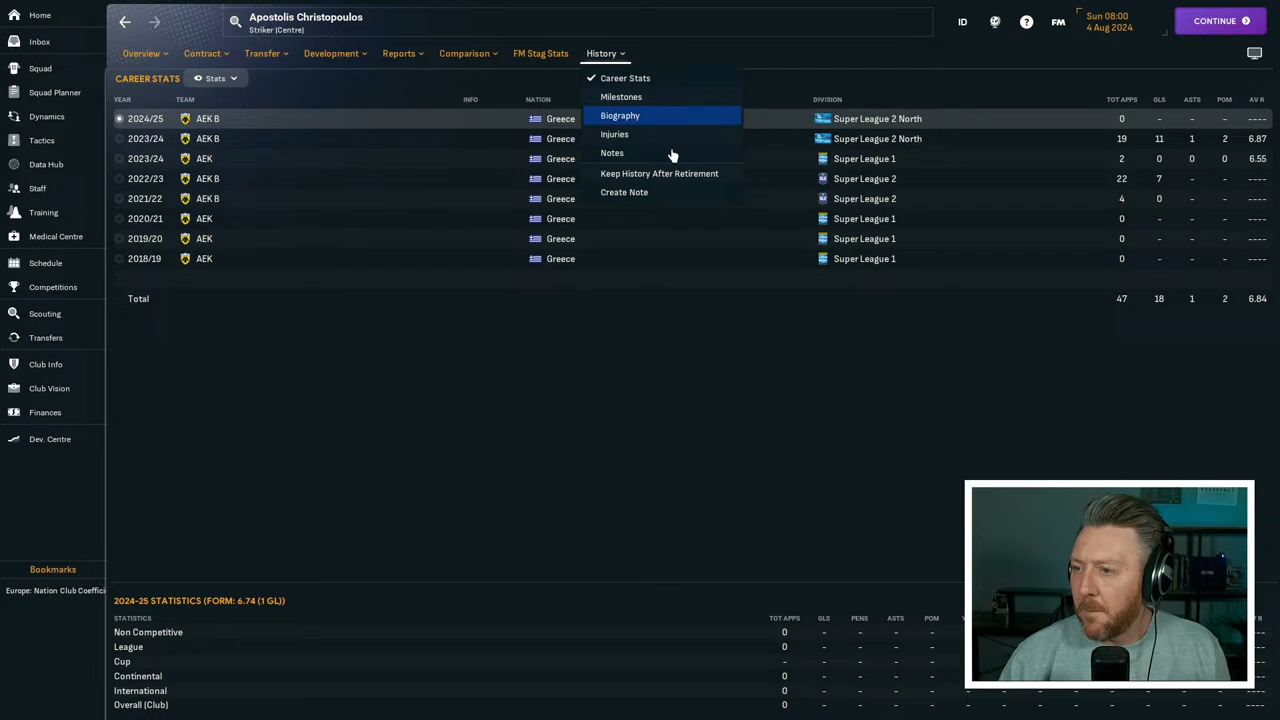 Home
Inbox
Squad
Squad Planner
Dynamics
Tactics
Data Hub
Staff
Training
Medical Centre
Schedule
Competitions
Scouting
Transfers
Club Info
Club Vision
Finances
Dev. Centre
Bookmarks
Europe: Nation Club Coeffici
Apostolis Christopoulos
Striker (Centre)
ID ? FM Sun 08:00
4 Aug 2024
CONTINUE
Overview Contract Transfer Development Reports Comparison FM Stag Stats History
CAREER STATS Stats
Career Stats
Milestones
Biography
Injuries
Notes
Keep History After Retirement
Create Note
YEAR TEAM INFO NATION DIVISION TOT APPS GLS ASTS POM AV R
2024/25 AEK B Greece Super League 2 North 0 - - - ----
2023/24 AEK B Greece Super League 2 North 19 11 1 2 6.87
2023/24 AEK Greece Super League 1 2 0 0 0 6.55
2022/23 AEK B Greece Super League 2 22 7 - - ----
2021/22 AEK B Greece Super League 2 4 0 - - ----
2020/21 AEK Greece Super League 1 0 - - - ----
2019/20 AEK Greece Super League 1 0 - - - ----
2018/19 AEK Greece Super League 1 0 - - - ----
Total 47 18 1 2 6.84
2024-25 STATISTICS (FORM: 6.74 (1 GL))
STATISTICS TOT APPS GLS PENS ASTS POM AV R
Non Competitive 0 - - - - ----
League 0 - - - - ----
Cup - - - - - ----
Continental 0 - - - - ----
International 0 - - - - ----
Overall (Club) 0 - - - - ----